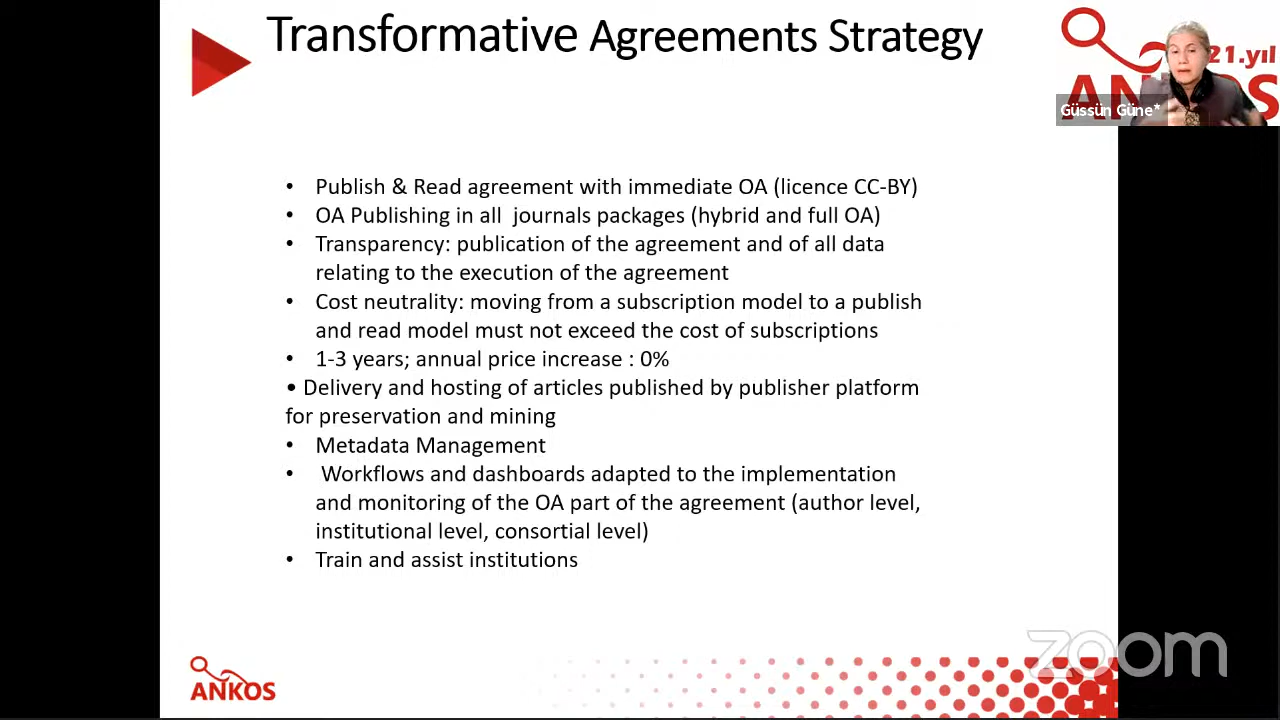 Transformative Agreements Strategy
21.yıl
Güssün Güne*
• Publish & Read agreement with immediate OA (licence CC-BY)
• OA Publishing in all journals packages (hybrid and full OA)
• Transparency: publication of the agreement and of all data
relating to the execution of the agreement
• Cost neutrality: moving from a subscription model to a publish
and read model must not exceed the cost of subscriptions
• 1-3 years; annual price increase : 0%
• Delivery and hosting of articles published by publisher platform
for preservation and mining
• Metadata Management
• Workflows and dashboards adapted to the implementation
and monitoring of the OA part of the agreement (author level,
institutional level, consortial level)
• Train and assist institutions
zoom
ANKOS